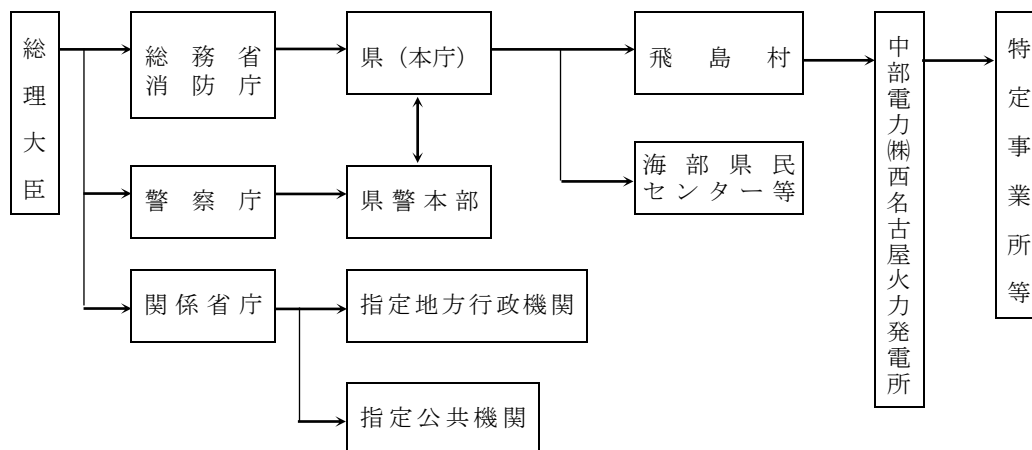 総理大臣
総務省
消防庁
県（本庁）
飛島村
中部電力㈱西名古屋火力発電所
特定事業所等
海部県民
センター等
警察庁
県警本部
関係省庁
指定地方行政機関
指定公共機関